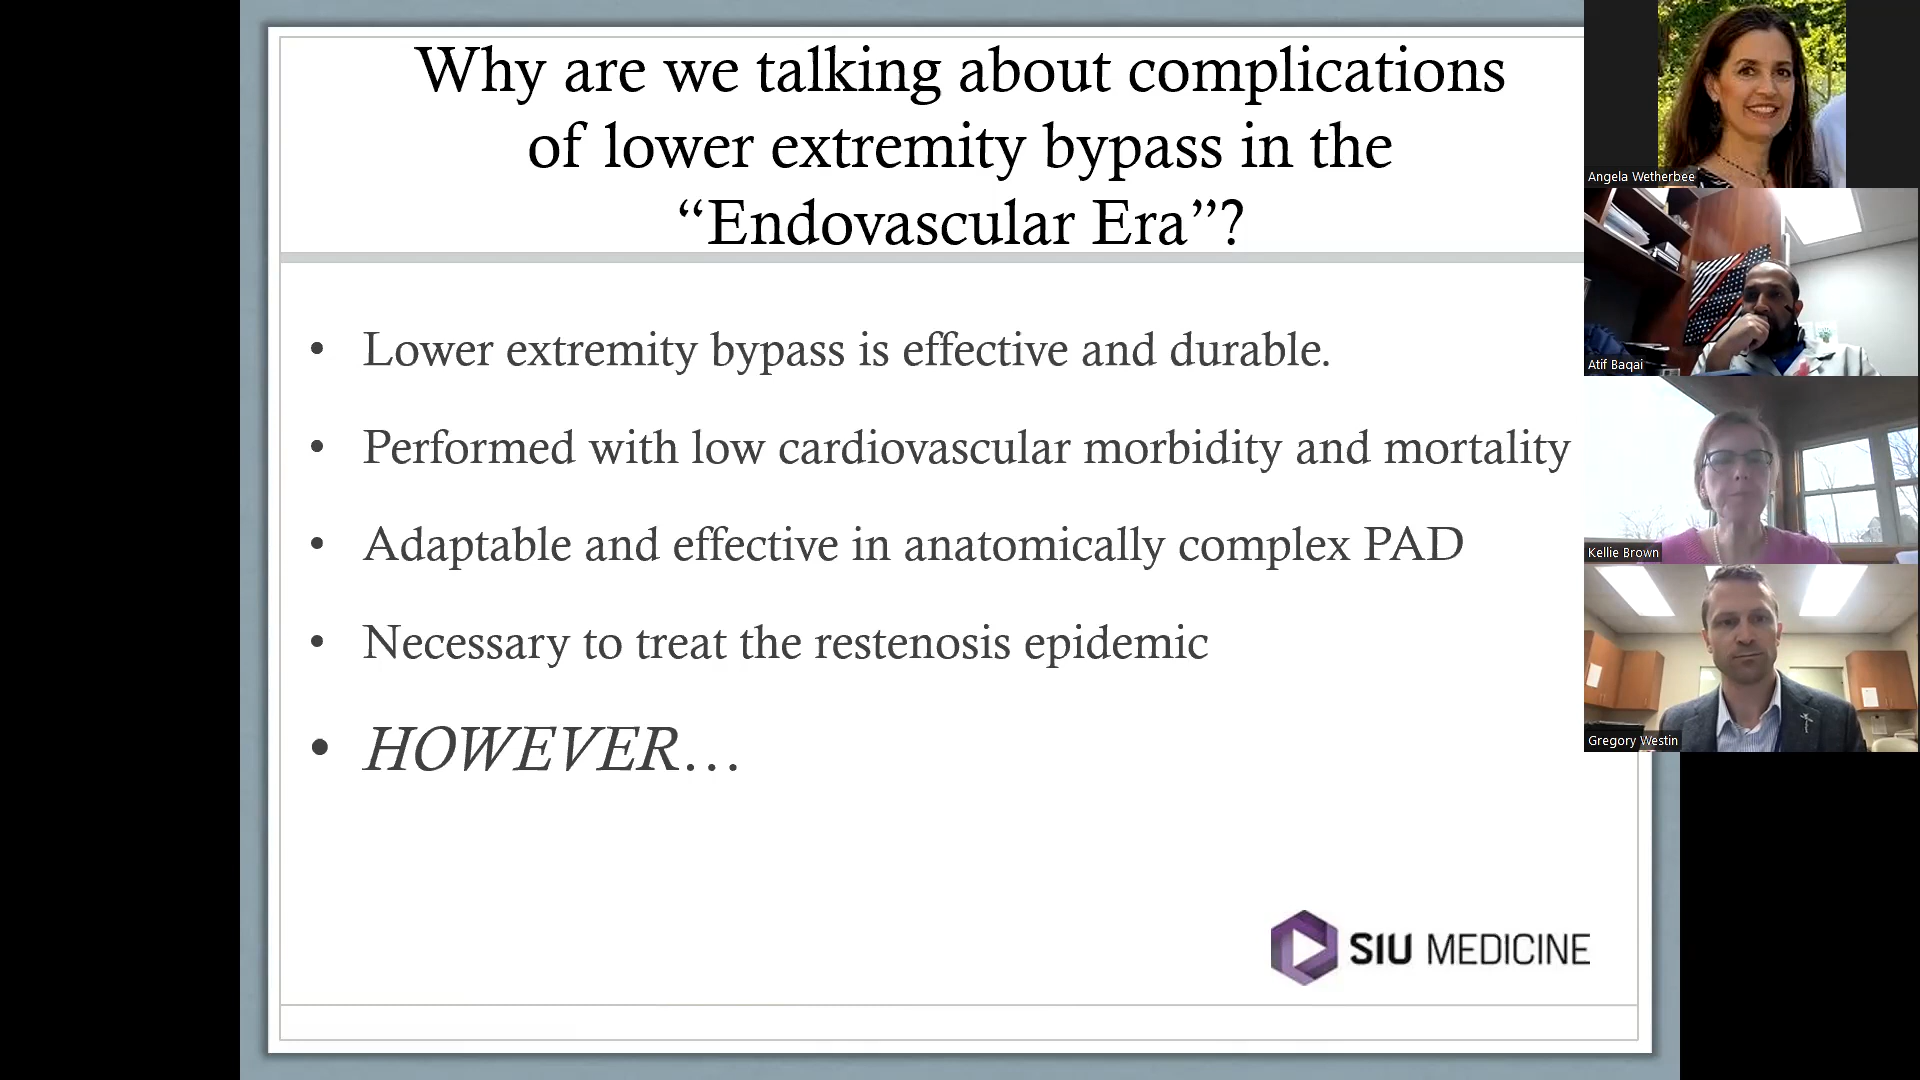 Why are we talking about complications
of lower extremity bypass in the
“Endovascular Era”?
• Lower extremity bypass is effective and durable.
• Performed with low cardiovascular morbidity and mortality
• Adaptable and effective in anatomically complex PAD
• Necessary to treat the restenosis epidemic
• HOWEVER…
SIU MEDICINE
Angela Wetherbee
Atif Baqai
Kellie Brown
Gregory Westin